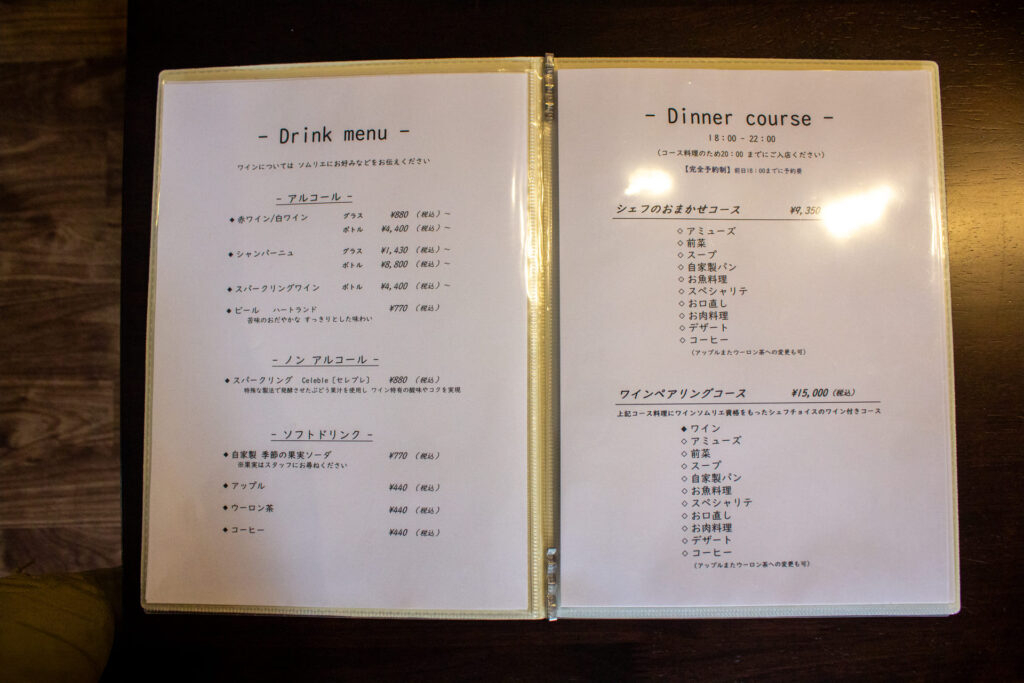 - Drink menu -
ワインについては ソムリエにお好みなどをお伝えください
- アルコール -
◆赤ワイン/白ワイン グラス ¥880 (税込)~
ボトル ¥4,400 (税込)~
◆シャンパーニュ グラス ¥1,430 (税込)~
ボトル ¥8,800 (税込)~
◆スパークリングワイン ボトル ¥4,400 (税込)~
◆ビール ハートランド ¥770 (税込)
苦味のおだやかな すっきりとした味わい
- ノン アルコール -
◆スパークリング Celeble[セレブレ] ¥880 (税込)
特殊な製法で発酵させたぶどう果汁を使用し ワイン特有の酸味やコクを実現
- ソフトドリンク -
◆自家製 季節の果実ソーダ ¥770 (税込)
※果実はスタッフにお尋ねください
◆アップル ¥440 (税込)
◆ウーロン茶 ¥440 (税込)
◆コーヒー ¥440 (税込)
- Dinner course -
18:00 - 22:00
(コース料理のため20:00 までにご入店ください)
【完全予約制】前日18:00までに予約要
シェフのおまかせコース ¥9,350
◇アミューズ
◇前菜
◇スープ
◇自家製パン
◇お魚料理
◇スペシャリテ
◇お口直し
◇お肉料理
◇デザート
◇コーヒー
(アップルまたウーロン茶への変更も可)
ワインペアリングコース ¥15,000(税込)
上記コース料理にワインソムリエ資格をもったシェフチョイスのワイン付きコース
◆ワイン
◇アミューズ
◇前菜
◇スープ
◇自家製パン
◇お魚料理
◇スペシャリテ
◇お口直し
◇お肉料理
◇デザート
◇コーヒー
(アップルまたウーロン茶への変更も可)